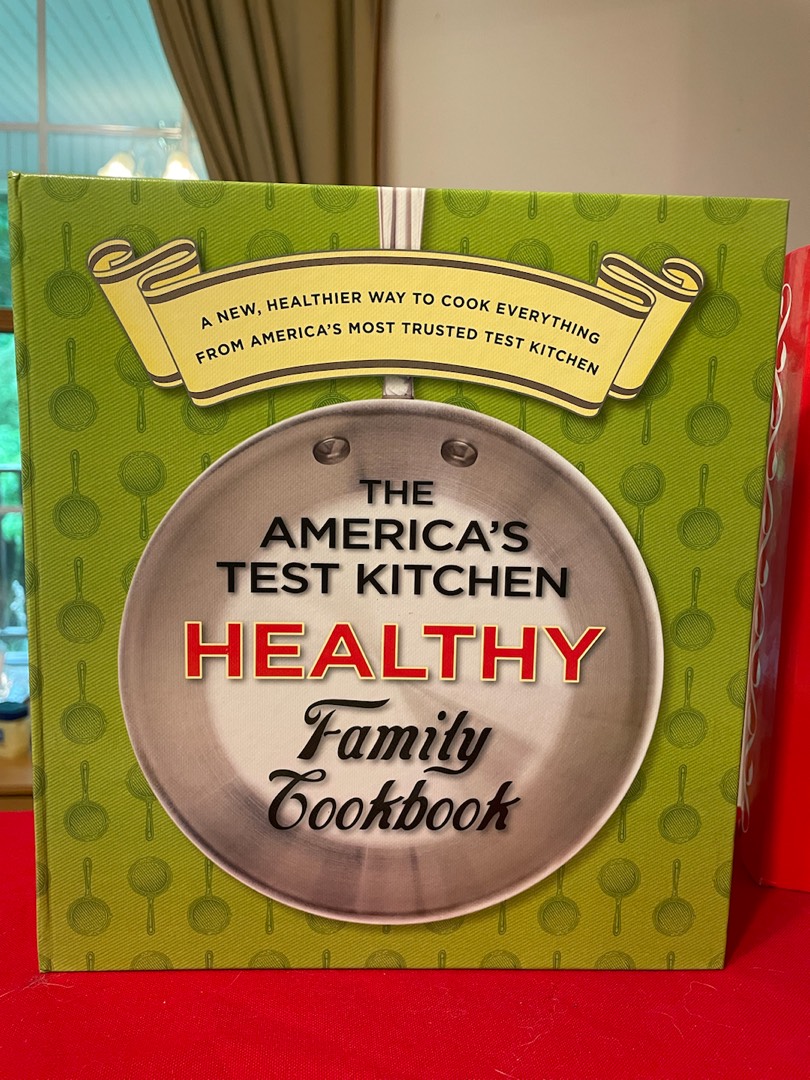 A NEW, HEALTHIER WAY TO COOK EVERYTHING
FROM AMERICA'S MOST TRUSTED TEST KITCHEN
THE
AMERICA'S
TEST KITCHEN
HEALTHY
Family
Cookbook